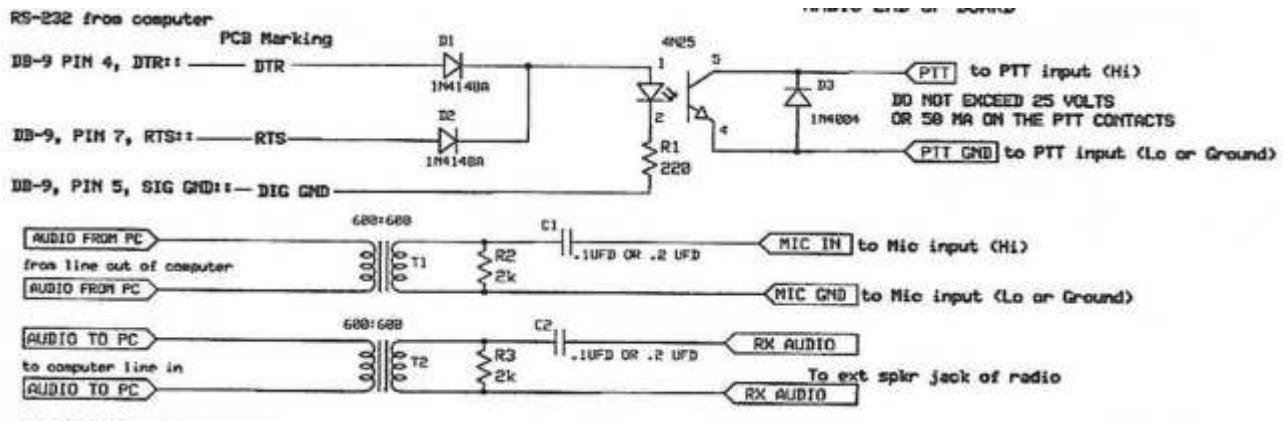 RS-232 from computer
RADIO END OF BOARD
PCB Marking
D1
4N25
DB-9 PIN 4, DTR::
DTR
1N4148A
1
5
PTT
to PTT input (Hi)
D3
1N4004
DO NOT EXCEED 25 VOLTS
OR 50 MA ON THE PTT CONTACTS
D2
DB-9, PIN 7, RTS::
RTS
1N4148A
2
4
R1
220
PTT GND
to PTT input (Lo or Ground)
DB-9, PIN 5, SIG GND::
DIG GND
600:600
C1
AUDIO FROM PC
MIC IN
to Mic input (Hi)
.1UFD OR .2 UFD
from line out of computer
T1
R2
2k
AUDIO FROM PC
MIC GND
to Mic input (Lo or Ground)
600:600
C2
AUDIO TO PC
RX AUDIO
.1UFD OR .2 UFD
to computer line in
T2
R3
2k
To ext spkr jack of radio
AUDIO TO PC
RX AUDIO